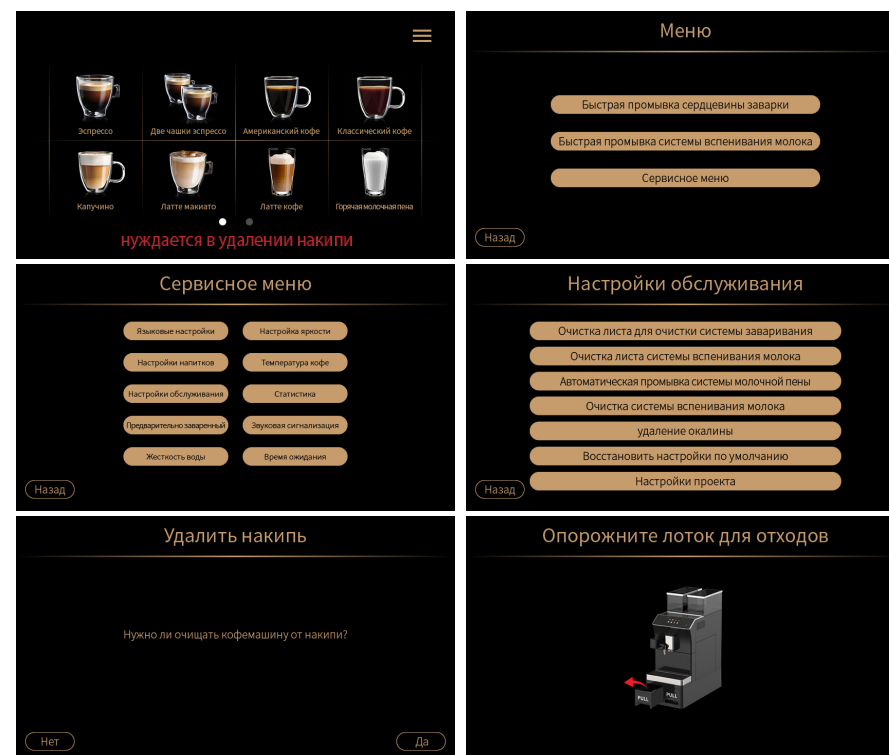 Эспрессо
Две чашки эспрессо
Американский кофе
Классический кофе
Капучино
Латте макиато
Латте кофе
Горячая молочная пена
нуждается в удалении накипи
Меню
Быстрая промывка сердцевины заварки
Быстрая промывка системы вспенивания молока
Сервисное меню
Назад
Сервисное меню
Языковые настройки
Настройка яркости
Настройки напитков
Температура кофе
Настройки обслуживания
Статистика
Предварительно заваренный
Звуковая сигнализация
Жесткость воды
Время ожидания
Назад
Настройки обслуживания
Очистка листа для очистки системы заваривания
Очистка листа системы вспенивания молока
Автоматическая промывка системы молочной пены
Очистка системы вспенивания молока
удаление окалины
Восстановить настройки по умолчанию
Настройки проекта
Назад
Удалить накипь
Нужно ли очищать кофемашину от накипи?
Нет
Да
Опорожните лоток для отходов
PULL
PULL